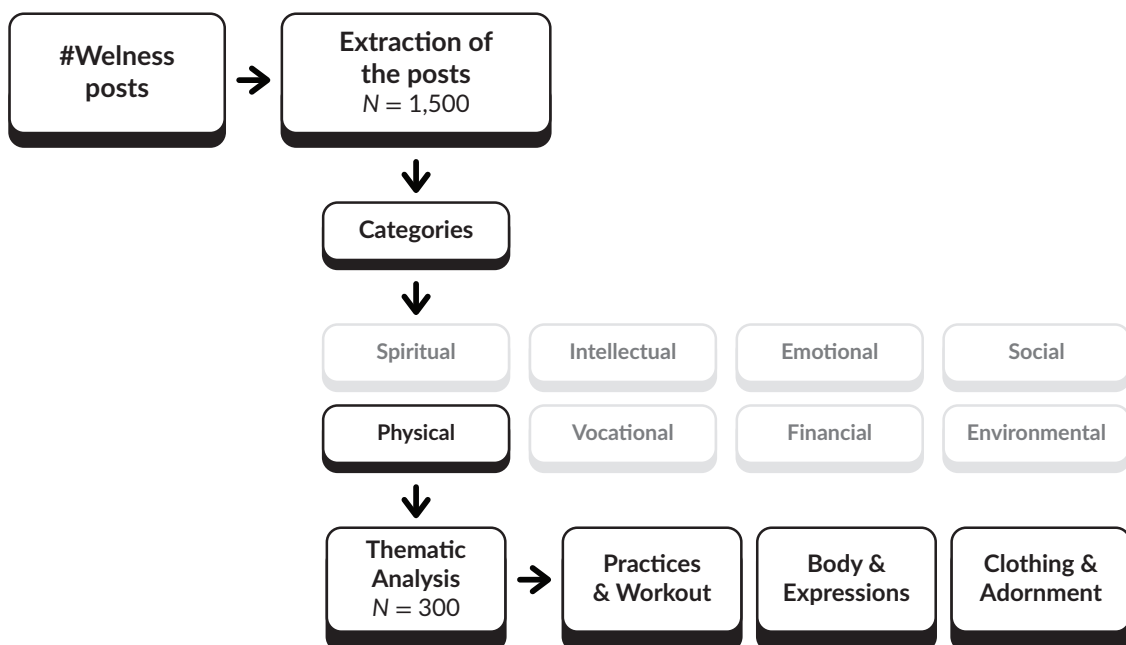 #Welness
posts
Extraction of
the posts
N = 1,500
Categories
Spiritual
Intellectual
Emotional
Social
Physical
Vocational
Financial
Environmental
Thematic
Analysis
N = 300
Practices
& Workout
Body &
Expressions
Clothing &
Adornment